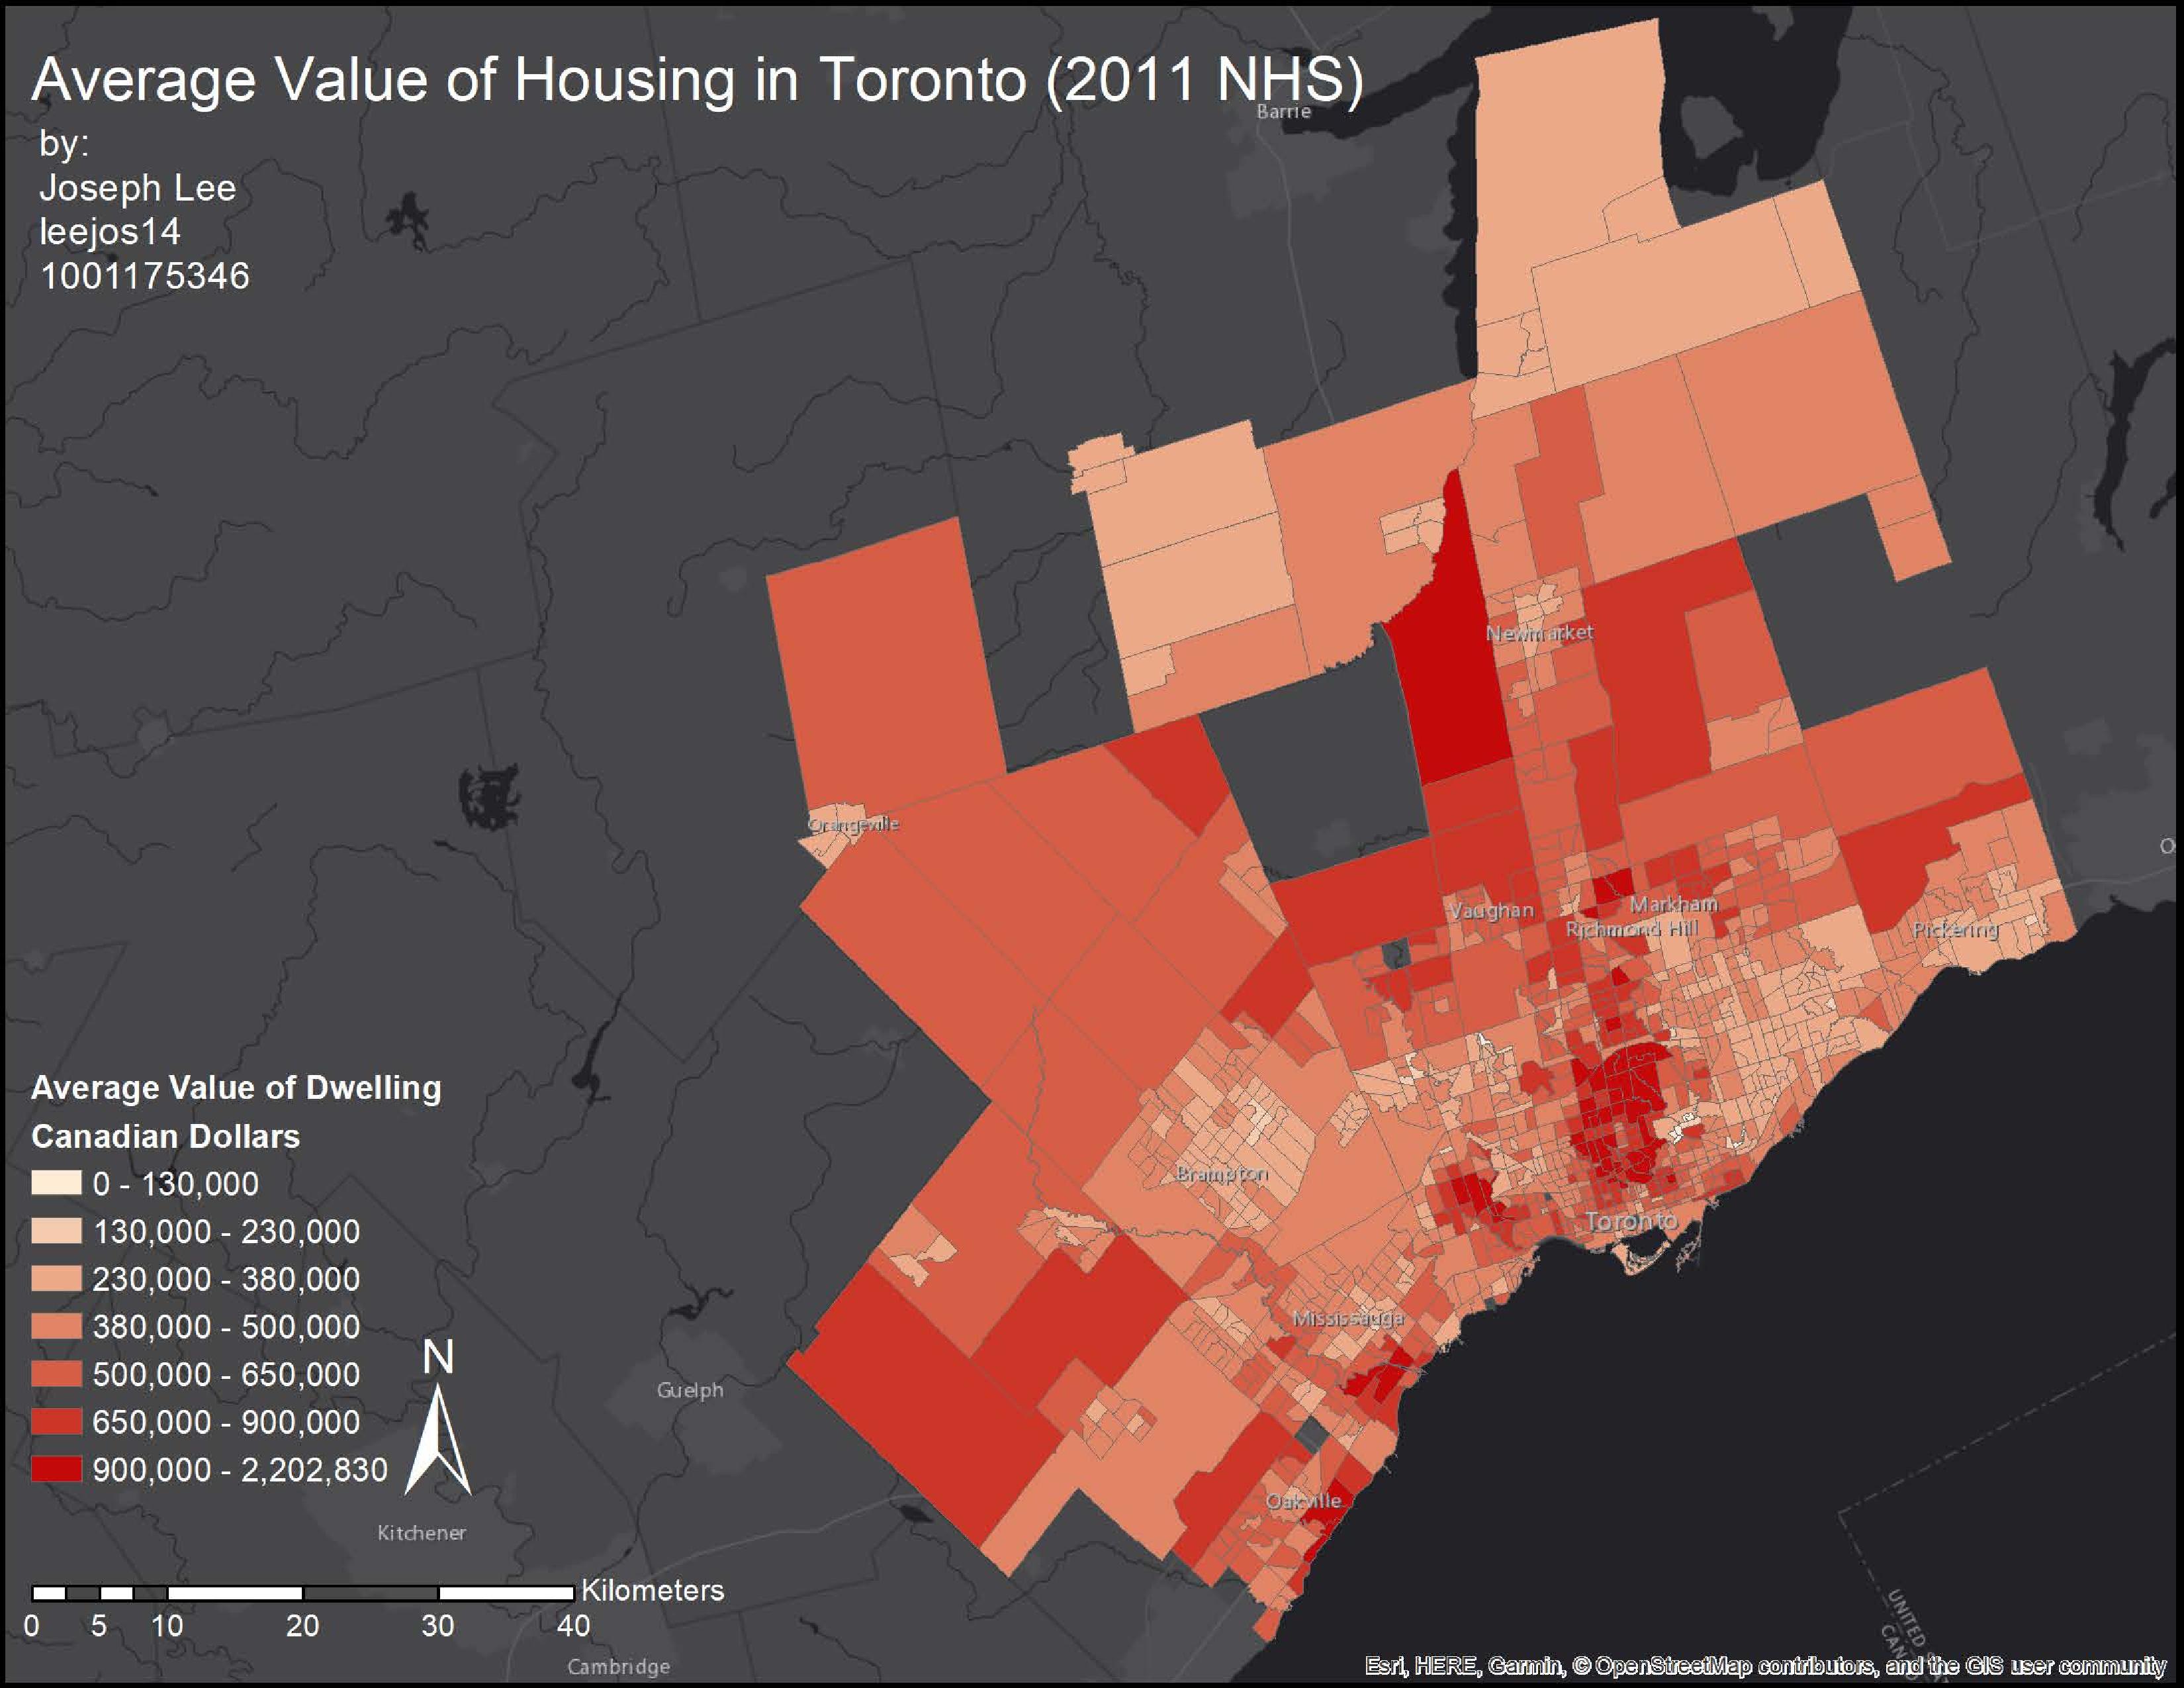 Average Value of Housing in Toronto (2011 NHS)
by:
Joseph Lee
leejos14
1001175346
Barrie
Newmarket
Orangeville
Vaughan
Markham
Richmond Hill
Pickering
Brampton
Toronto
Mississauga
Guelph
Oakville
Kitchener
Cambridge
Average Value of Dwelling
Canadian Dollars
0 - 130,000
130,000 - 230,000
230,000 - 380,000
380,000 - 500,000
500,000 - 650,000
650,000 - 900,000
900,000 - 2,202,830
N
Kilometers
0 5 10 20 30 40
UNITED
Esri, HERE, Garmin, © OpenStreetMap contributors, and the GIS user community